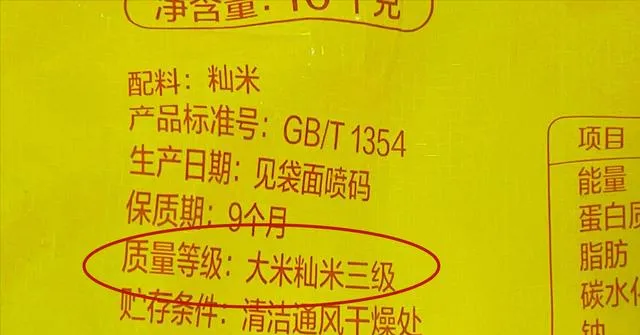 净含量:
配料：籼米
产品标准号：GB/T 1354
生产日期：见袋面喷码
保质期：9个月
质量等级：大米籼米三级
贮存条件：清洁通风干燥处
项目
能量
蛋白质
脂肪
碳水化
钠